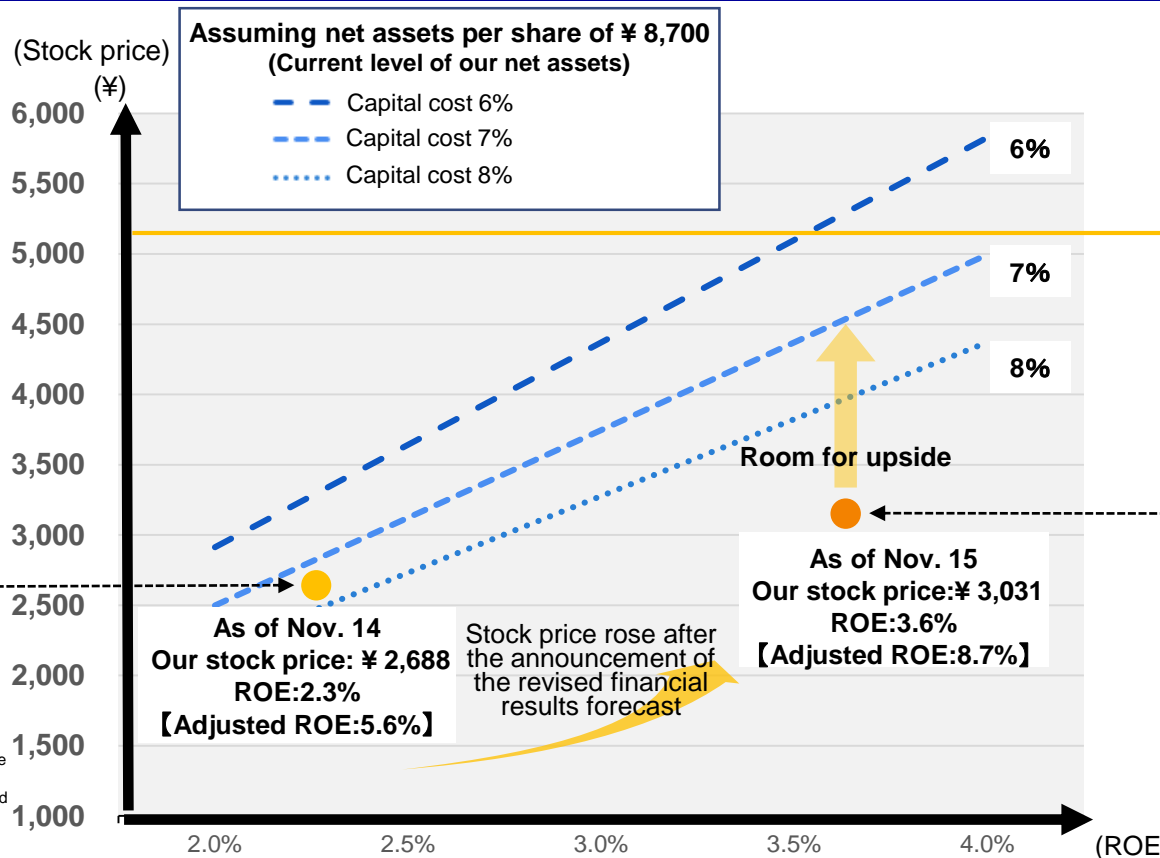 (Stock price)
(¥)
Assuming net assets per share of ¥ 8,700
(Current level of our net assets)
Capital cost 6%
Capital cost 7%
Capital cost 8%
6,000
5,500
5,000
4,500
4,000
3,500
3,000
2,500
2,000
1,500
1,000
6%
7%
8%
Room for upside
As of Nov. 15
Our stock price:¥ 3,031
ROE:3.6%
【Adjusted ROE:8.7%】
As of Nov. 14
Our stock price: ¥ 2,688
ROE:2.3%
【Adjusted ROE:5.6%】
Stock price rose after
the announcement of
the revised financial
results forecast
e
d
2.0%
2.5%
3.0%
3.5%
4.0%
(ROE